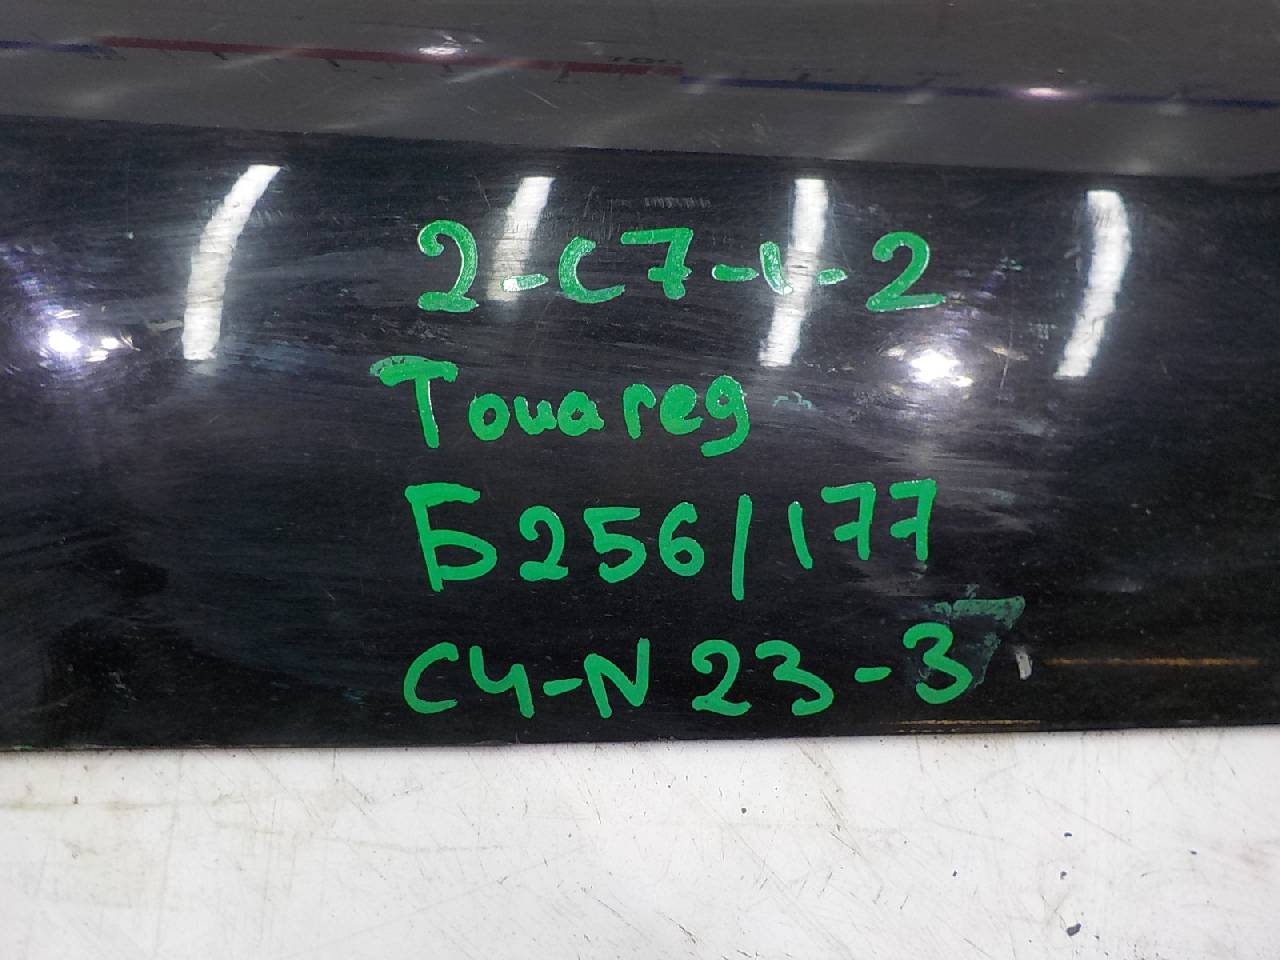 2-C7-1-2
Touareg
Б256/177
C4-N23-3